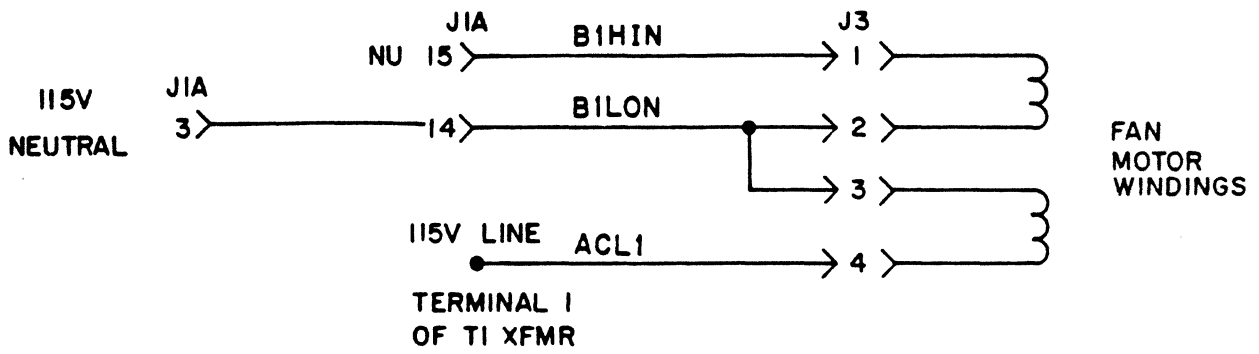 J1A
B1HIN
J3
NU 15
1
115V
NEUTRAL
J1A
3
14
B1LON
2
3
FAN
MOTOR
WINDINGS
115V LINE
ACL1
4
TERMINAL 1
OF T1 XFMR